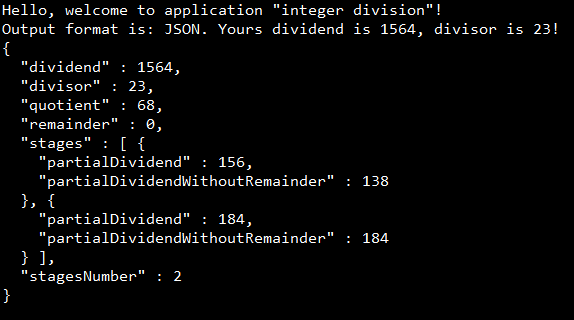 Hello, welcome to application "integer division"!
Output format is: JSON. Yours dividend is 1564, divisor is 23!
{
  "dividend" : 1564,
  "divisor" : 23,
  "quotient" : 68,
  "remainder" : 0,
  "stages" : [ {
    "partialDividend" : 156,
    "partialDividendWithoutRemainder" : 138
  }, {
    "partialDividend" : 184,
    "partialDividendWithoutRemainder" : 184
  } ],
  "stagesNumber" : 2
}